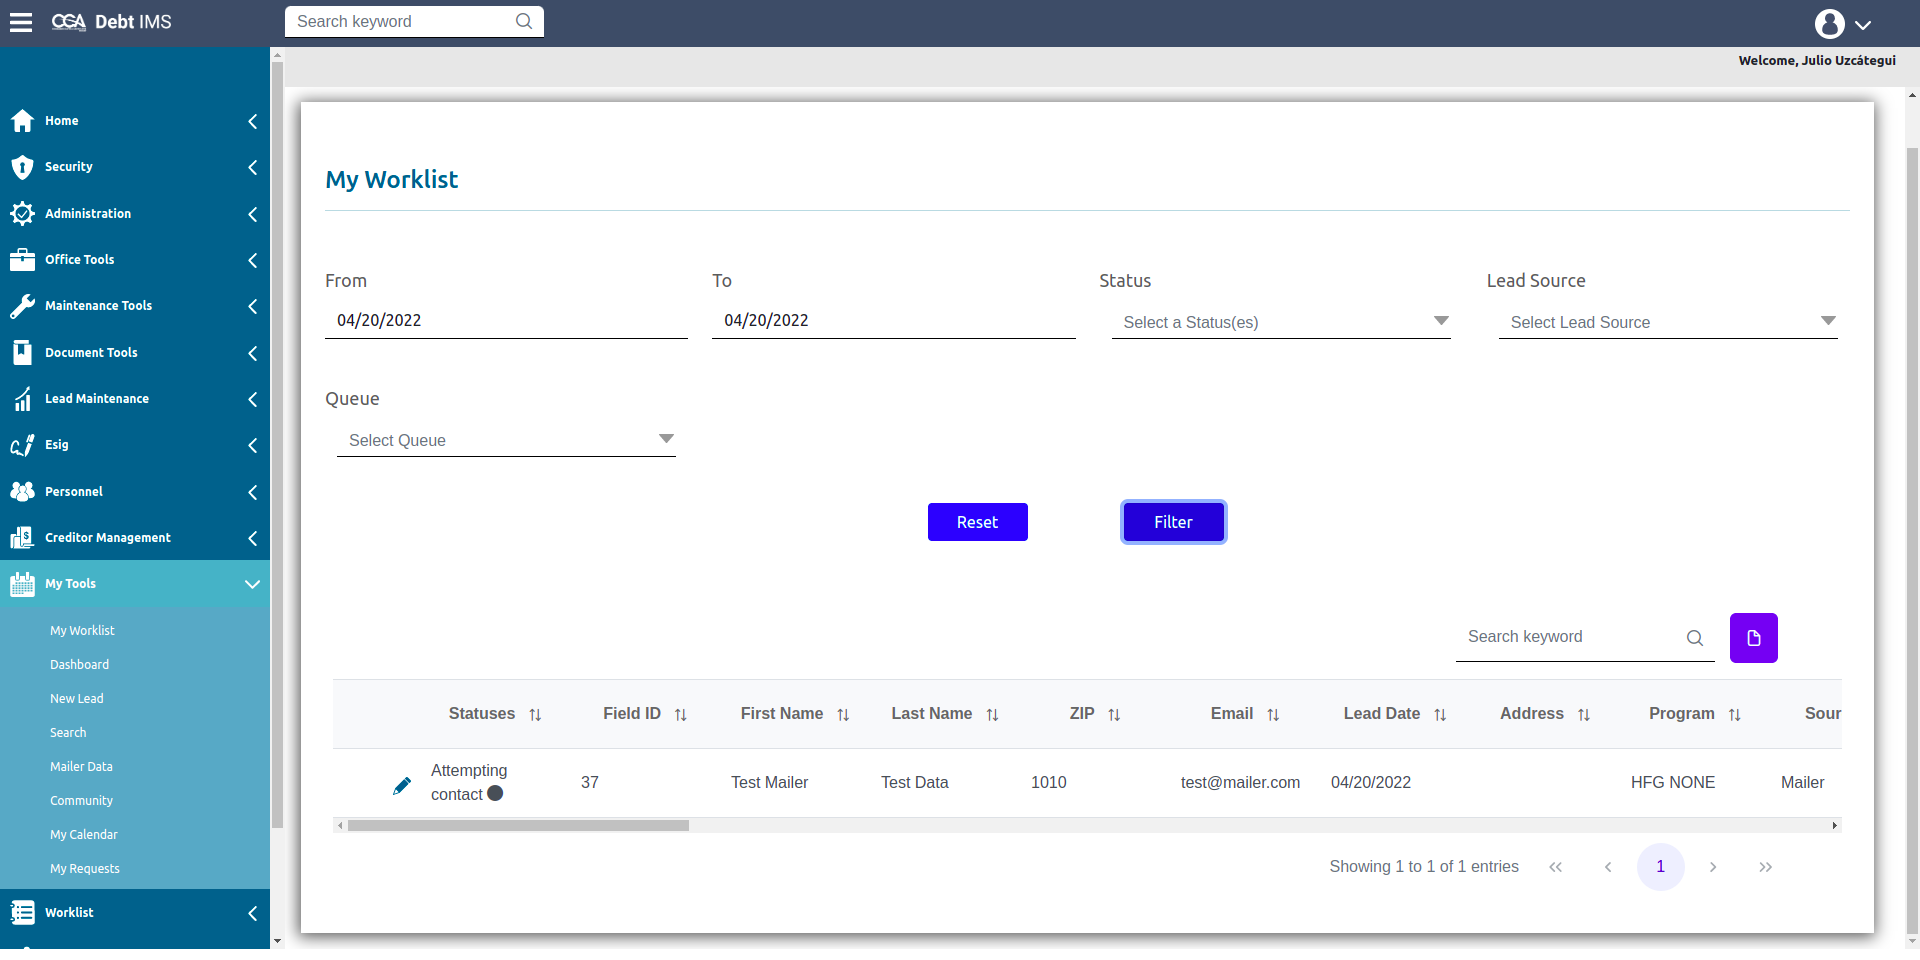 CGA Debt IMS
Search keyword
Welcome, Julio Uzcátegui
Home
Security
Administration
Office Tools
Maintenance Tools
Document Tools
Lead Maintenance
Esig
Personnel
Creditor Management
My Tools
My Worklist
Dashboard
New Lead
Search
Mailer Data
Community
My Calendar
My Requests
Worklist
My Worklist
From To Status Lead Source
04/20/2022 04/20/2022 Select a Status(es) Select Lead Source
Queue
Select Queue
Reset Filter
Search keyword
Statuses Field ID First Name Last Name ZIP Email Lead Date Address Program Sour
Attempting
contact 37 Test Mailer Test Data 1010 test@mailer.com 04/20/2022 HFG NONE Mailer
Showing 1 to 1 of 1 entries « ‹ 1 › »